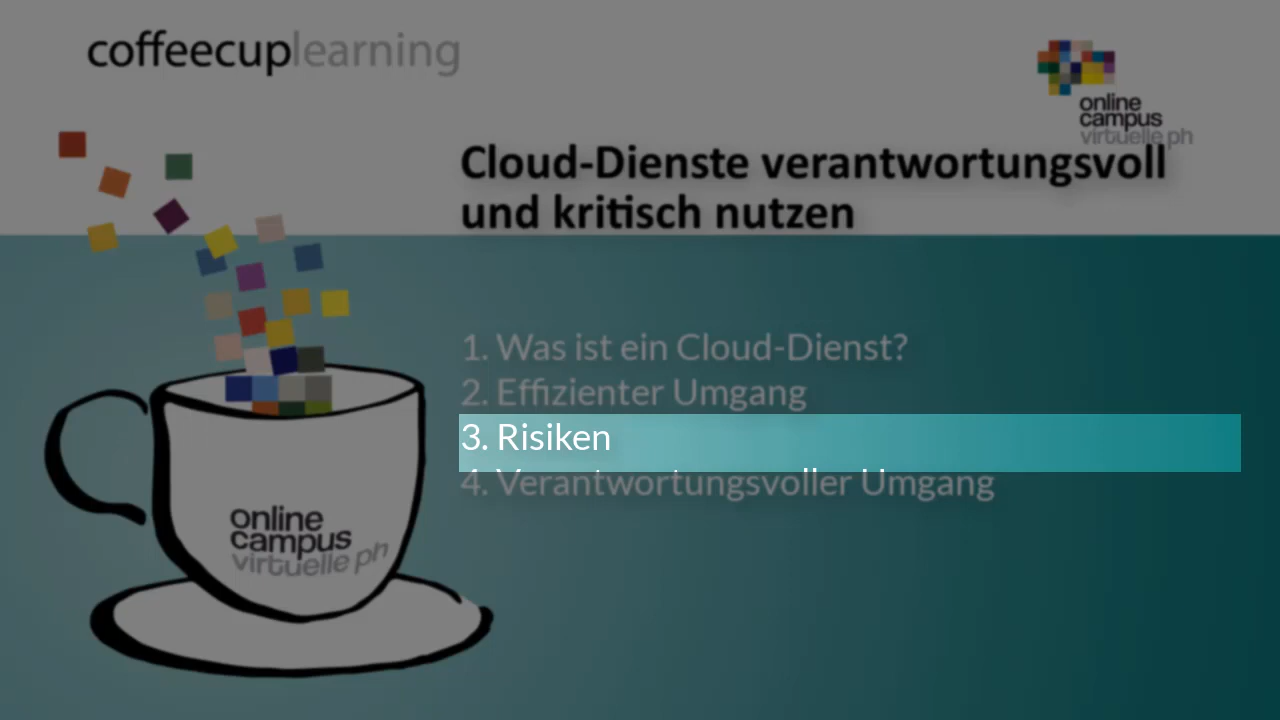 coffeecuplearning
online
campus
virtuelle ph
Cloud-Dienste verantwortungsvoll
und kritisch nutzen
1. Was ist ein Cloud-Dienst?
2. Effizienter Umgang
3. Risiken
4. Verantwortungsvoller Umgang
online
campus
virtuelle ph